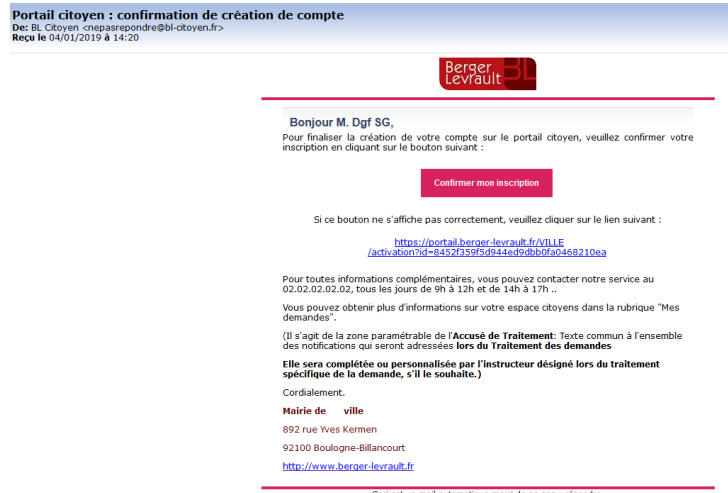 Portail citoyen : confirmation de création de compte
De: BL Citoyen <nepasrepondre@bl-citoyen.fr>
Reçu le 04/01/2019 à 14:20
Berger
Levrault BL
Bonjour M. Dgf SG,
Pour finaliser la création de votre compte sur le portail citoyen, veuillez confirmer votre
inscription en cliquant sur le bouton suivant :
Confirmer mon inscription
Si ce bouton ne s'affiche pas correctement, veuillez cliquer sur le lien suivant :
https://portail.berger-levrault.fr/VILLE
/activation?id=8452f359f5d944ed9dbb0fa0468210ea
Pour toutes informations complémentaires, vous pouvez contacter notre service au
02.02.02.02.02, tous les jours de 9h à 12h et de 14h à 17h ..
Vous pouvez obtenir plus d'informations sur votre espace citoyens dans la rubrique "Mes
demandes".
(Il s'agit de la zone paramétrable de l'Accusé de Traitement: Texte commun à l'ensemble
des notifications qui seront adressées lors du Traitement des demandes
Elle sera complétée ou personnalisée par l'instructeur désigné lors du traitement
spécifique de la demande, s'il le souhaite.)
Cordialement.
Mairie de ville
892 rue Yves Kermen
92100 Boulogne-Billancourt
http://www.berger-levrault.fr